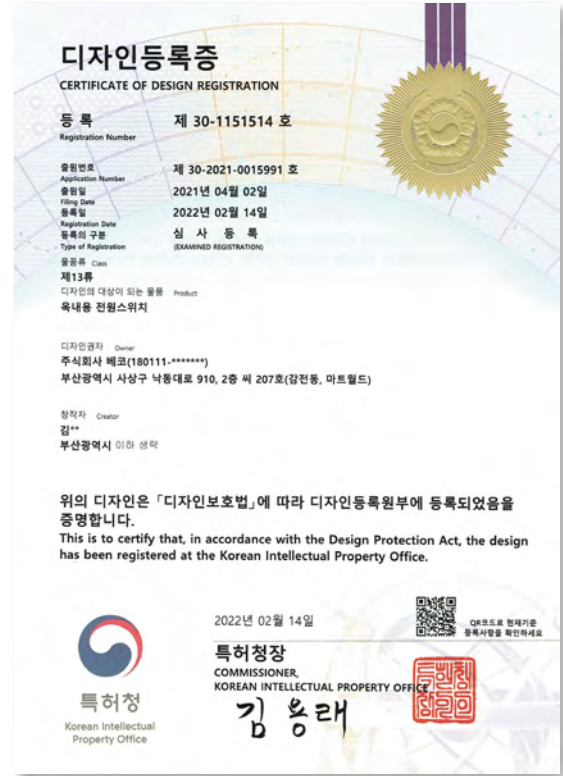 디자인등록증
CERTIFICATE OF DESIGN REGISTRATION
등 록 제 30-1151514 호
Registration Number
출원번호 제 30-2021-0015991 호
Application Number
출원일 2021년 04월 02일
Filing Date
등록일 2022년 02월 14일
Registration Date
등록의 구분 심 사 등 록
Type of Registration (EXAMINED REGISTRATION)
물품류 Class
제13류
디자인의 대상이 되는 물품 Product
옥내용 전원스위치
디자인권자 Owner
주식회사 베코(180111-*******)
부산광역시 사상구 낙동대로 910, 2층 씨 207호(감전동, 마트월드)
창작자 Creator
김**
부산광역시 이하 생략
위의 디자인은 「디자인보호법」에 따라 디자인등록원부에 등록되었음을
증명합니다.
This is to certify that, in accordance with the Design Protection Act, the design
has been registered at the Korean Intellectual Property Office.
2022년 02월 14일
QR코드로 현재기준
등록사항을 확인하세요
특허청장
COMMISSIONER,
KOREAN INTELLECTUAL PROPERTY OFFICE
김용래
특허청
Korean Intellectual
Property Office